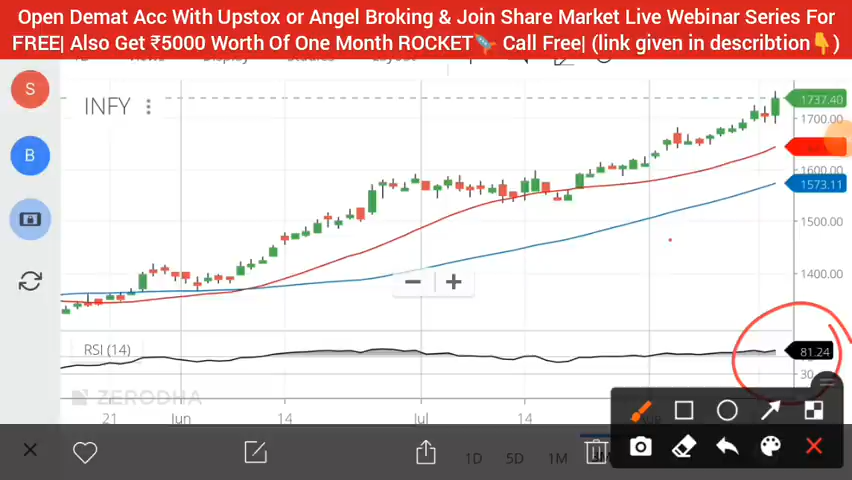 Open Demat Acc With Upstox or Angel Broking & Join Share Market Live Webinar Series For
FREE| Also Get ₹5000 Worth Of One Month ROCKET🚀 Call Free| (link given in describtion👇)
S
INFY
1737.40
1700.00
B
1600.00
1573.11
1500.00
1400.00
RSI (14)
81.24
30
ZERODHA
21
Jun
14
Jul
14
1D
5D
1M